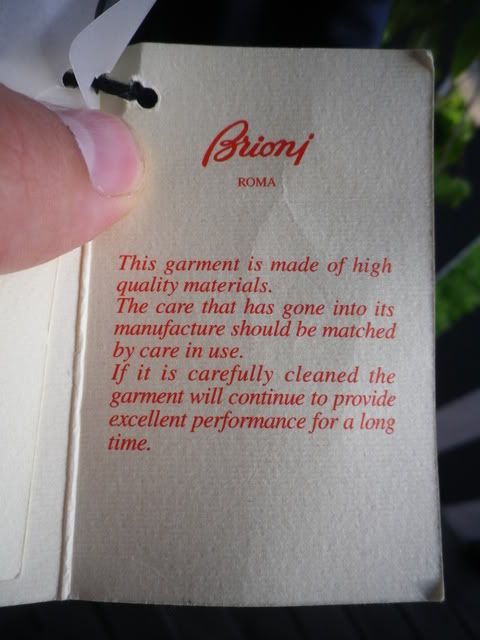 Brioni
ROMA
This garment is made of high
quality materials.
The care that has gone into its
manufacture should be matched
by care in use.
If it is carefully cleaned the
garment will continue to provide
excellent performance for a long
time.